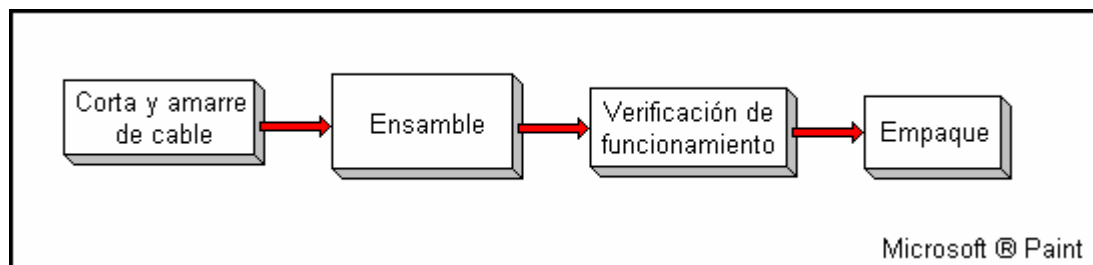 Corta y amarre
de cable
Ensamble
Verificación de
funcionamiento
Empaque
Microsoft ® Paint